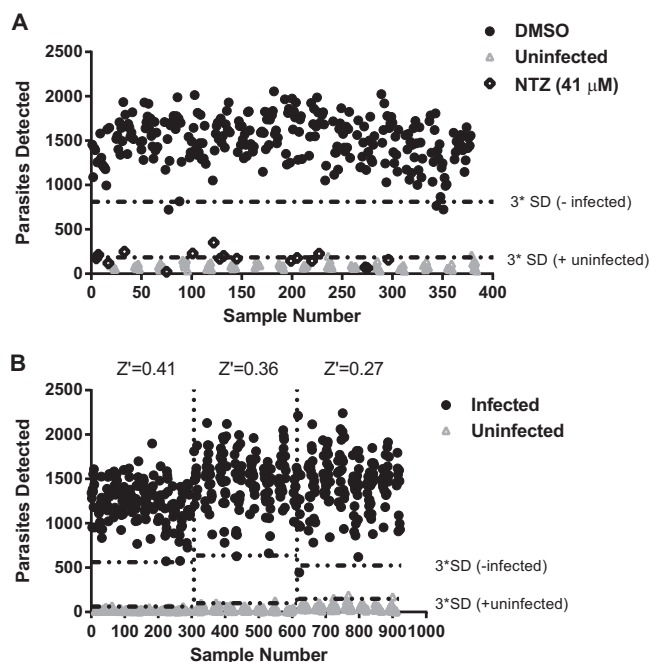 A
DMSO
Uninfected
NTZ (41 μM)
2500
2000
1500
1000
500
0
Parasites Detected
3* SD (- infected)
3* SD (+ uninfected)
0 50 100 150 200 250 300 350 400
Sample Number
B
Z'=0.41 Z'=0.36 Z'=0.27
Infected
Uninfected
2500
2000
1500
1000
500
0
Parasites Detected
3*SD (-infected)
3*SD (+uninfected)
0 100 200 300 400 500 600 700 800 900 1000
Sample Number